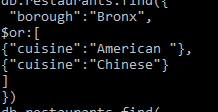 db.restaurants.find({
"borough":"Bronx",
$or:[
{"cuisine":"American "},
{"cuisine":"Chinese"}
]
})
db.restaurants.find(